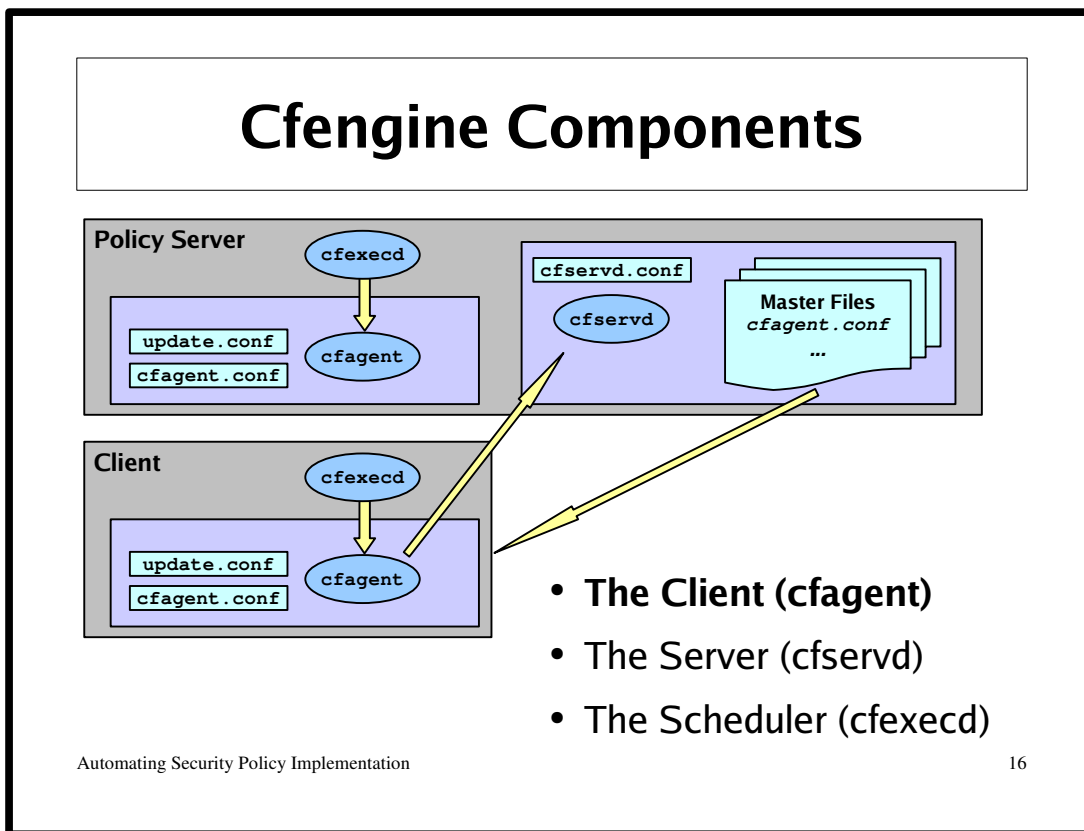 Cfengine Components
Policy Server
cfexecd
update.conf
cfagent.conf
cfagent
cfservd.conf
cfservd
Master Files
cfagent.conf
...
Client
cfexecd
update.conf
cfagent.conf
cfagent
• The Client (cfagent)
• The Server (cfservd)
• The Scheduler (cfexecd)
Automating Security Policy Implementation
16